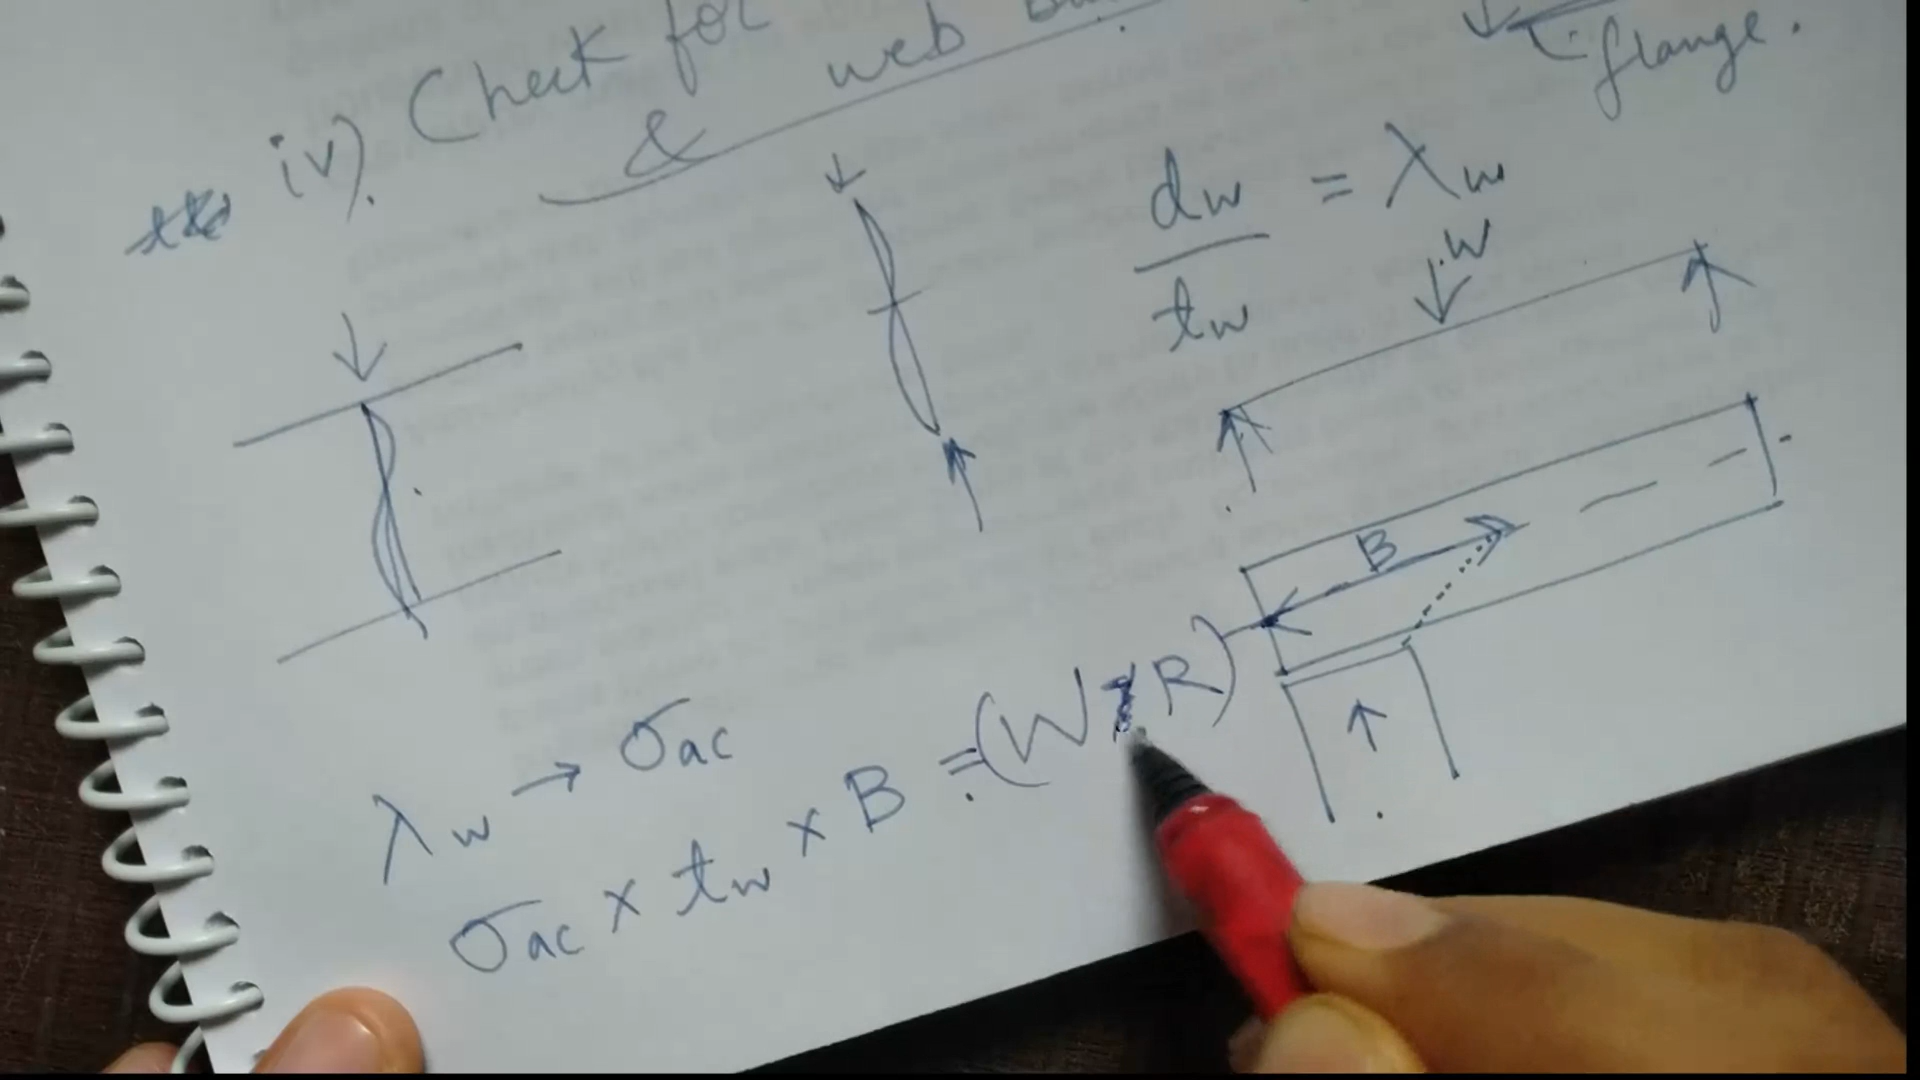 iv). Check for
& web
flange.
dw = λw
tw
W
B
λw → σac
σac × tw × B = (W R)